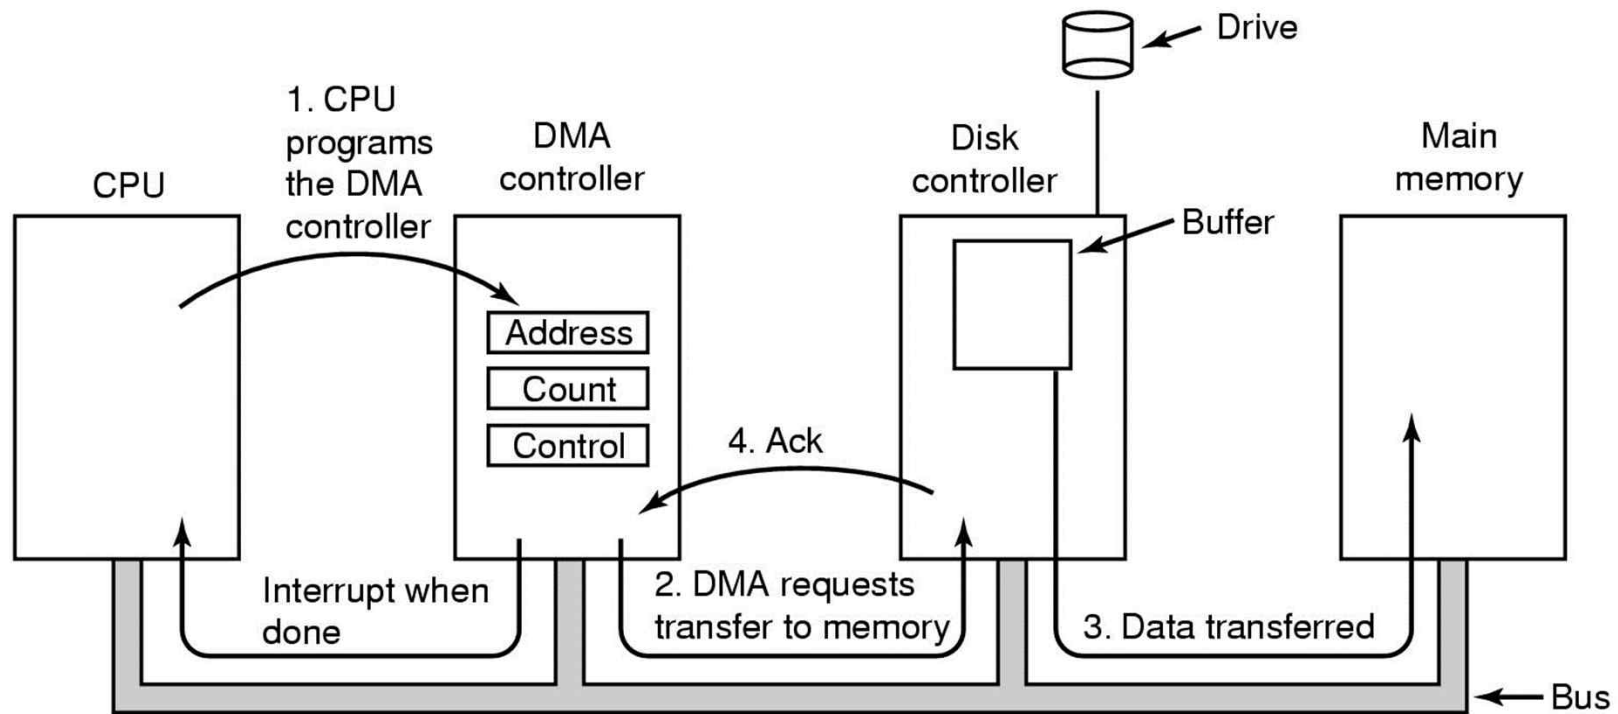 Drive
1. CPU
programs
the DMA
controller
CPU
DMA
controller
Disk
controller
Main
memory
Buffer
Address
Count
Control
4. Ack
Interrupt when
done
2. DMA requests
transfer to memory
3. Data transferred
Bus